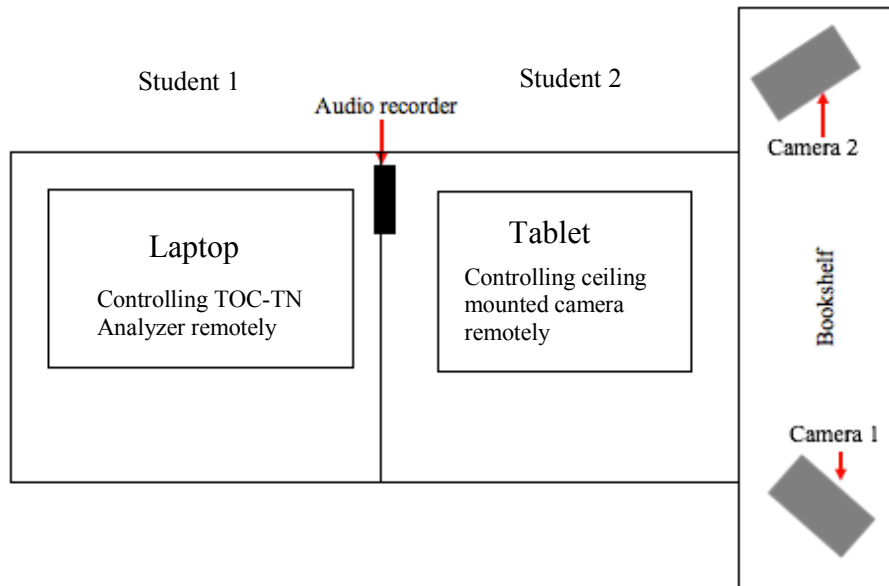 Student 1
Student 2
Audio recorder
Camera 2
Laptop
Controlling TOC-TN
Analyzer remotely
Tablet
Controlling ceiling
mounted camera
remotely
Bookshelf
Camera 1